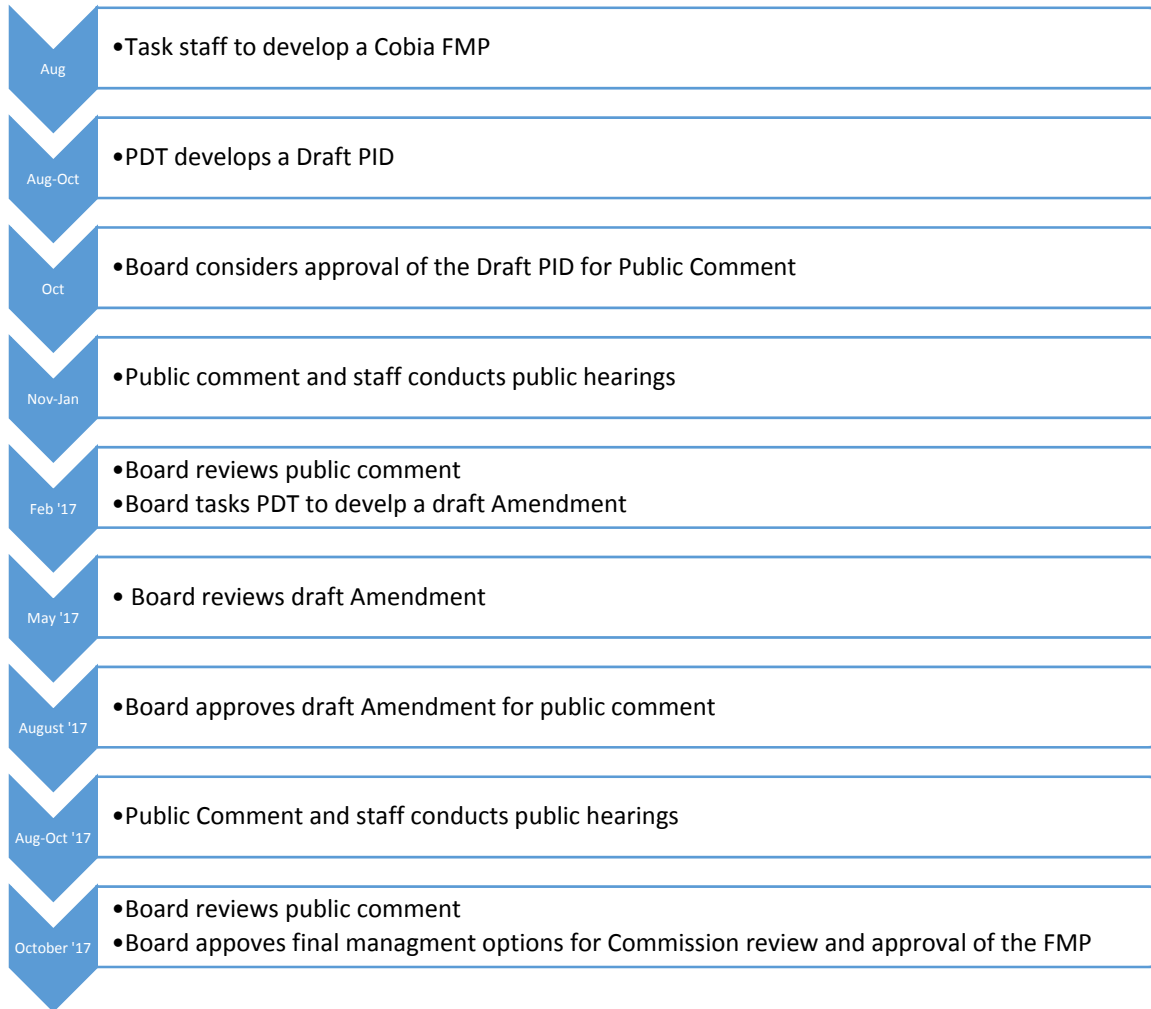 Aug
•Task staff to develop a Cobia FMP
Aug-Oct
•PDT develops a Draft PID
Oct
•Board considers approval of the Draft PID for Public Comment
Nov-Jan
•Public comment and staff conducts public hearings
Feb '17
•Board reviews public comment
•Board tasks PDT to develp a draft Amendment
May '17
• Board reviews draft Amendment
August '17
•Board approves draft Amendment for public comment
Aug-Oct '17
•Public Comment and staff conducts public hearings
October '17
•Board reviews public comment
•Board appoves final managment options for Commission review and approval of the FMP